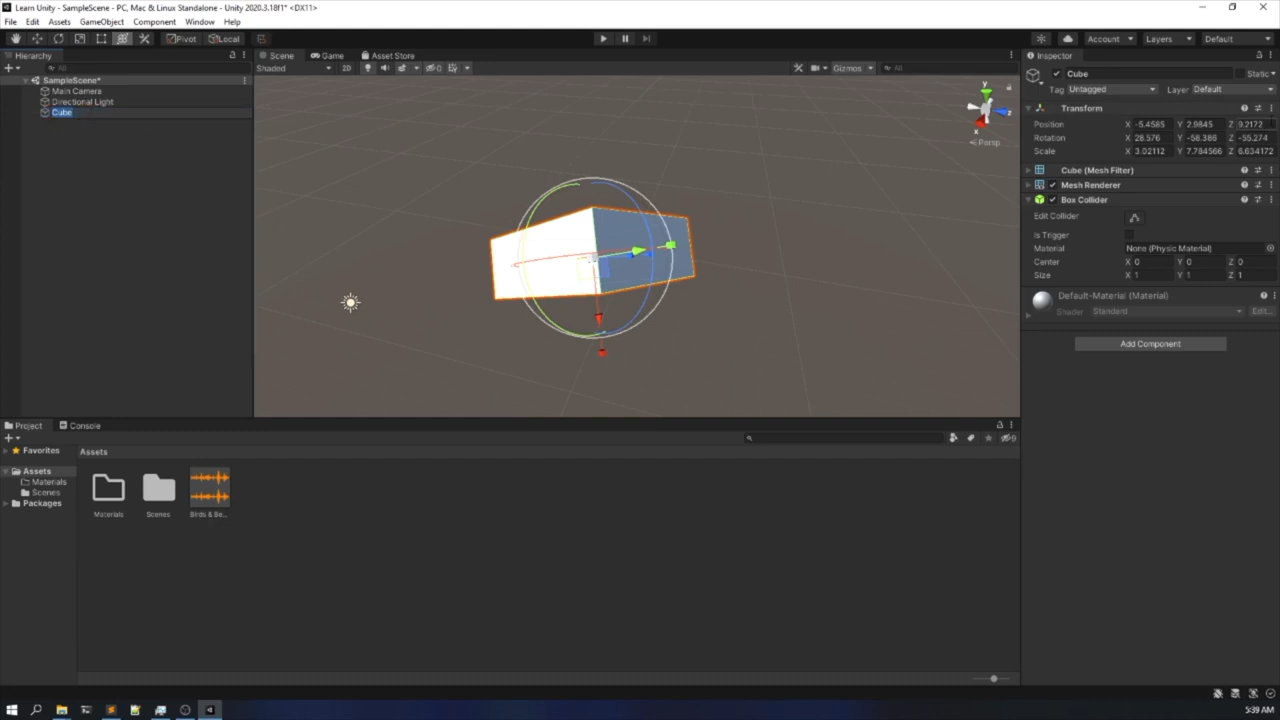 Learn Unity - SampleScene - PC, Mac & Linux Standalone - Unity 2020.3.18f1* <DX11>
File Edit Assets GameObject Component Window Help
Pivot Local Account Layers Default
Hierarchy
All
SampleScene*
Main Camera
Directional Light
Cube
Scene Game Asset Store
Shaded 2D 0 Gizmos All
y
z
x
Persp
Inspector
Cube Static
Tag Untagged Layer Default
Transform
Position X -5.4585 Y 2.9845 Z 9.2172
Rotation X 28.576 Y -58.386 Z -55.274
Scale X 3.02112 Y 7.784566 Z 6.634172
Cube (Mesh Filter)
Mesh Renderer
Box Collider
Edit Collider
Is Trigger
Material None (Physic Material)
Center X 0 Y 0 Z 0
Size X 1 Y 1 Z 1
Default-Material (Material)
Shader Standard Edit...
Add Component
Project Console
Favorites
Assets
Materials
Scenes
Packages
Assets
Materials Scenes Birds & Be...
5:39 AM